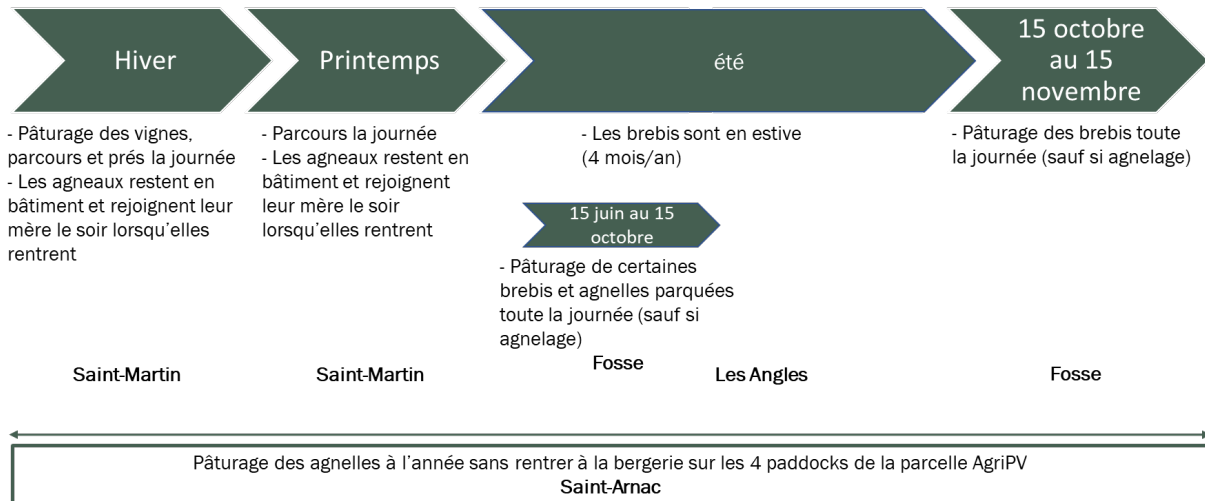 Hiver
- Pâturage des vignes,
parcours et prés la journée
- Les agneaux restent en
bâtiment et rejoignent leur
mère le soir lorsqu'elles
rentrent
Saint-Martin
Printemps
- Parcours la journée
- Les agneaux restent en
bâtiment et rejoignent
leur mère le soir
lorsqu'elles rentrent
Saint-Martin
été
- Les brebis sont en estive
(4 mois/an)
15 juin au 15
octobre
- Pâturage de certaines
brebis et agnelles parquées
toute la journée (sauf si
agnelage)
Fosse
Les Angles
15 octobre
au 15
novembre
- Pâturage des brebis toute
la journée (sauf si agnelage)
Fosse
Pâturage des agnelles à l'année sans rentrer à la bergerie sur les 4 paddocks de la parcelle AgriPV
Saint-Arnac